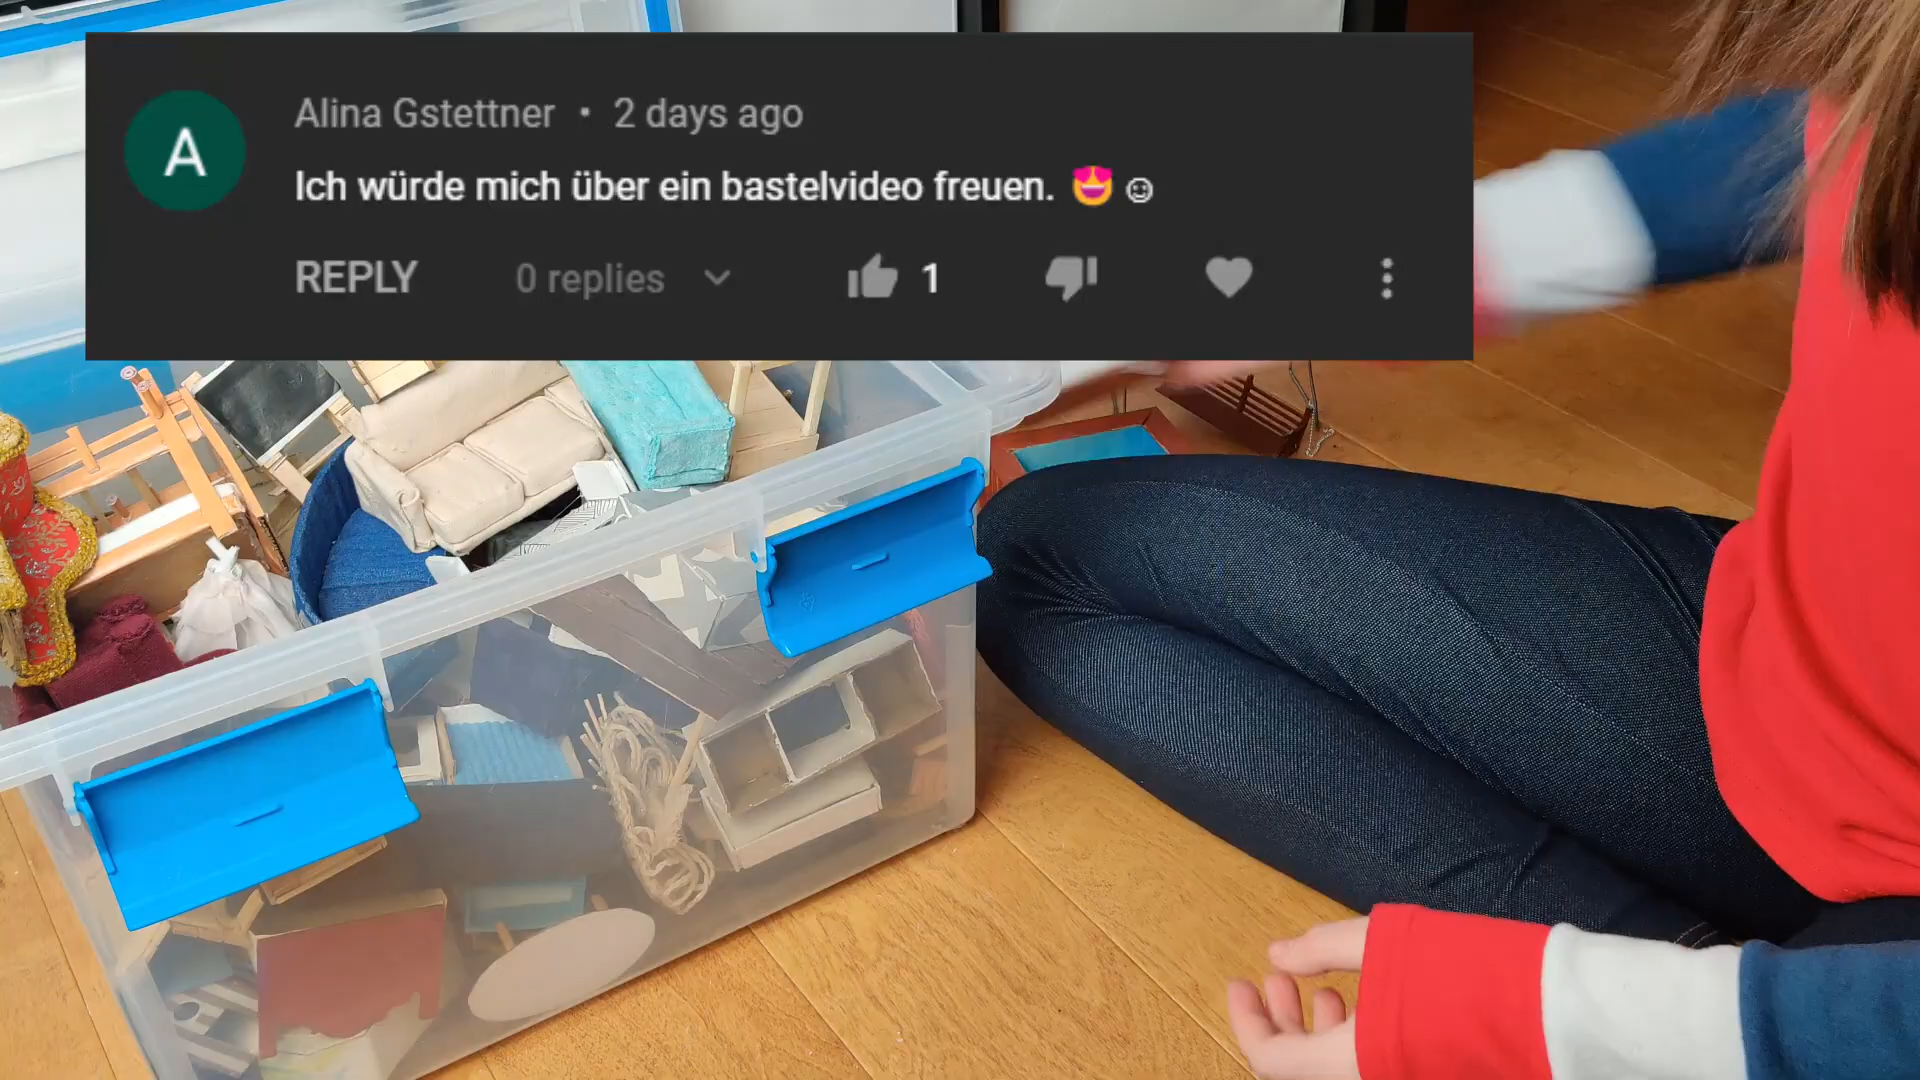 A
Alina Gstettner • 2 days ago
Ich würde mich über ein bastelvideo freuen. 😍 ☺
REPLY 0 replies 1